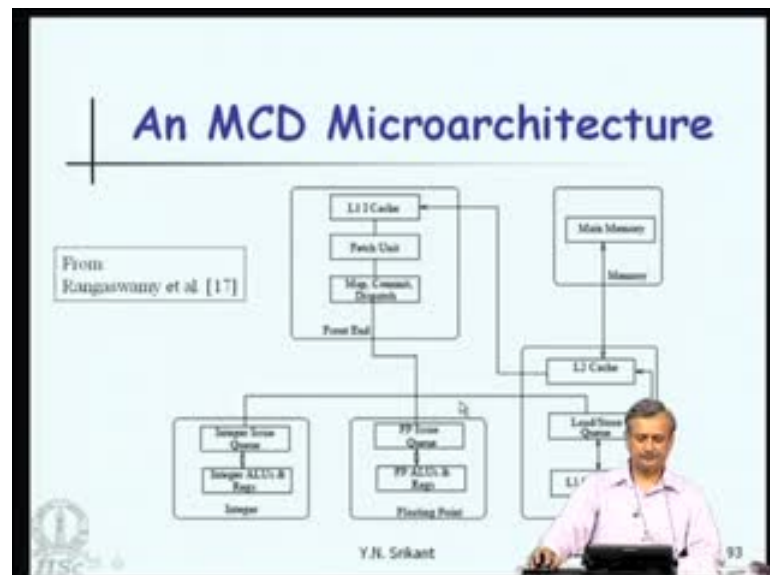 An MCD Microarchitecture
From
Rangaswamy et al. [17]
L1 I Cache
Fetch Unit
Map, Commit,
Dispatch
Front End
Main Memory
Memory
L2 Cache
Load/Store
Queue
L1
Integer Issue
Queue
Integer ALUs &
Regs
Integer
FP Issue
Queue
FP ALUs &
Regs
Floating Point
IISc
Y.N. Srikant
93